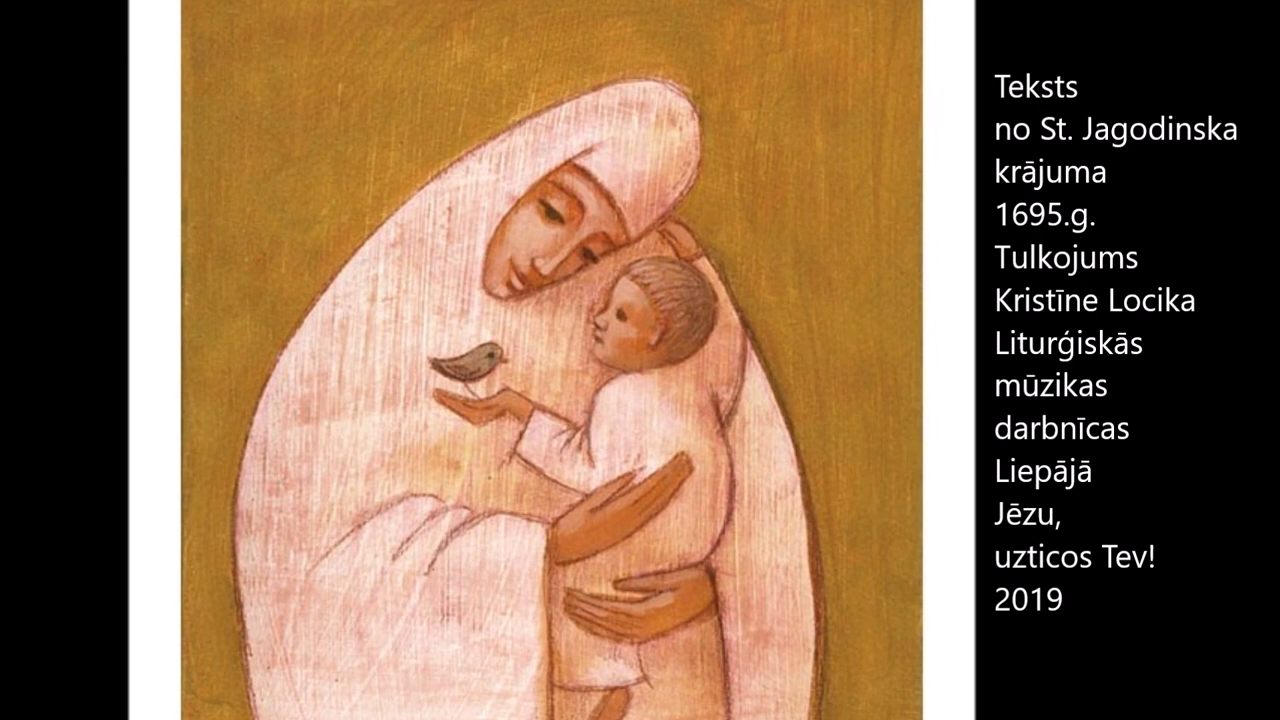 Teksts
no St. Jagodinska
krājuma
1695.g.
Tulkojums
Kristīne Locika
Liturģiskās
mūzikas
darbnīcas
Liepājā
Jēzu,
uzticos Tev!
2019